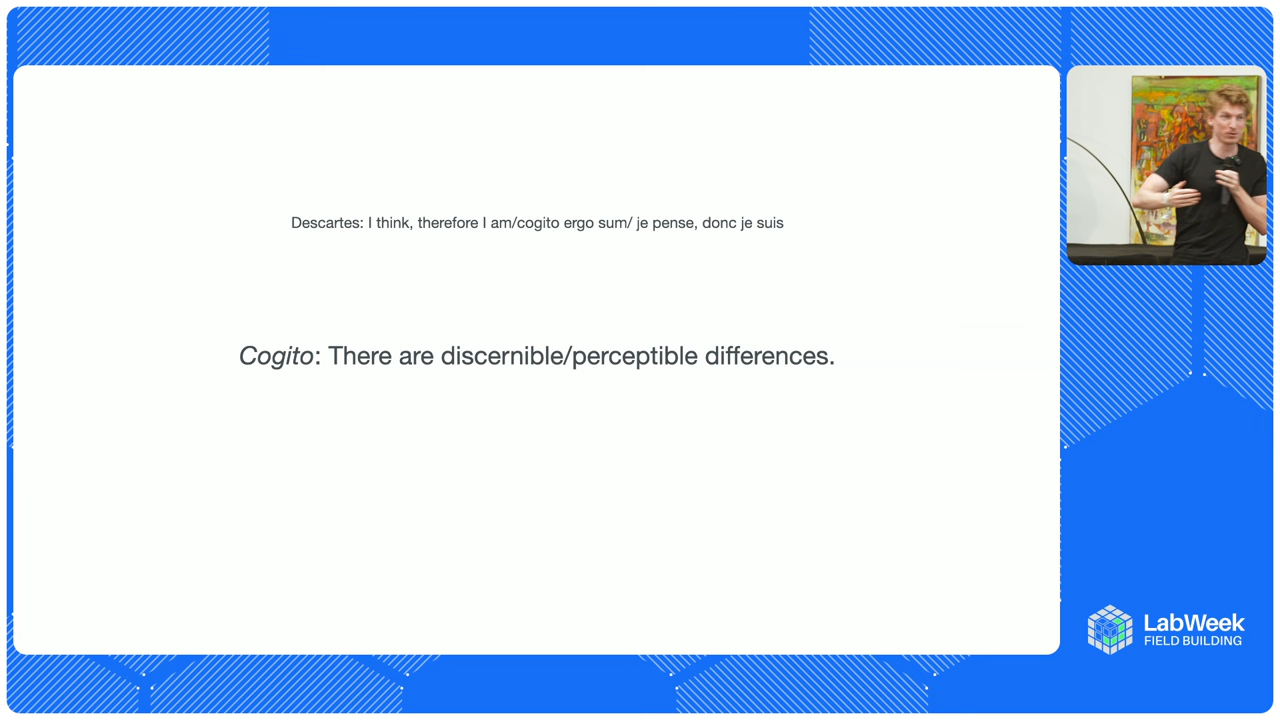 Descartes: I think, therefore I am/cogito ergo sum/ je pense, donc je suis
Cogito: There are discernible/perceptible differences.
LabWeek
FIELD BUILDING